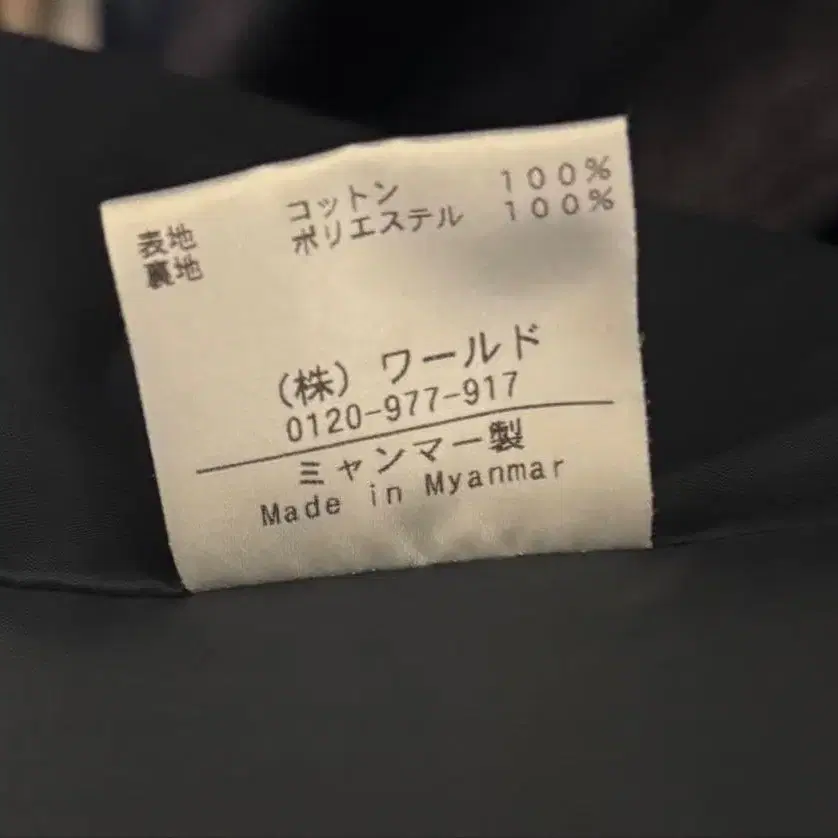 表地 コットン 100%
裏地 ポリエステル 100%
(株) ワールド
0120-977-917
ミャンマー製
Made in Myanmar